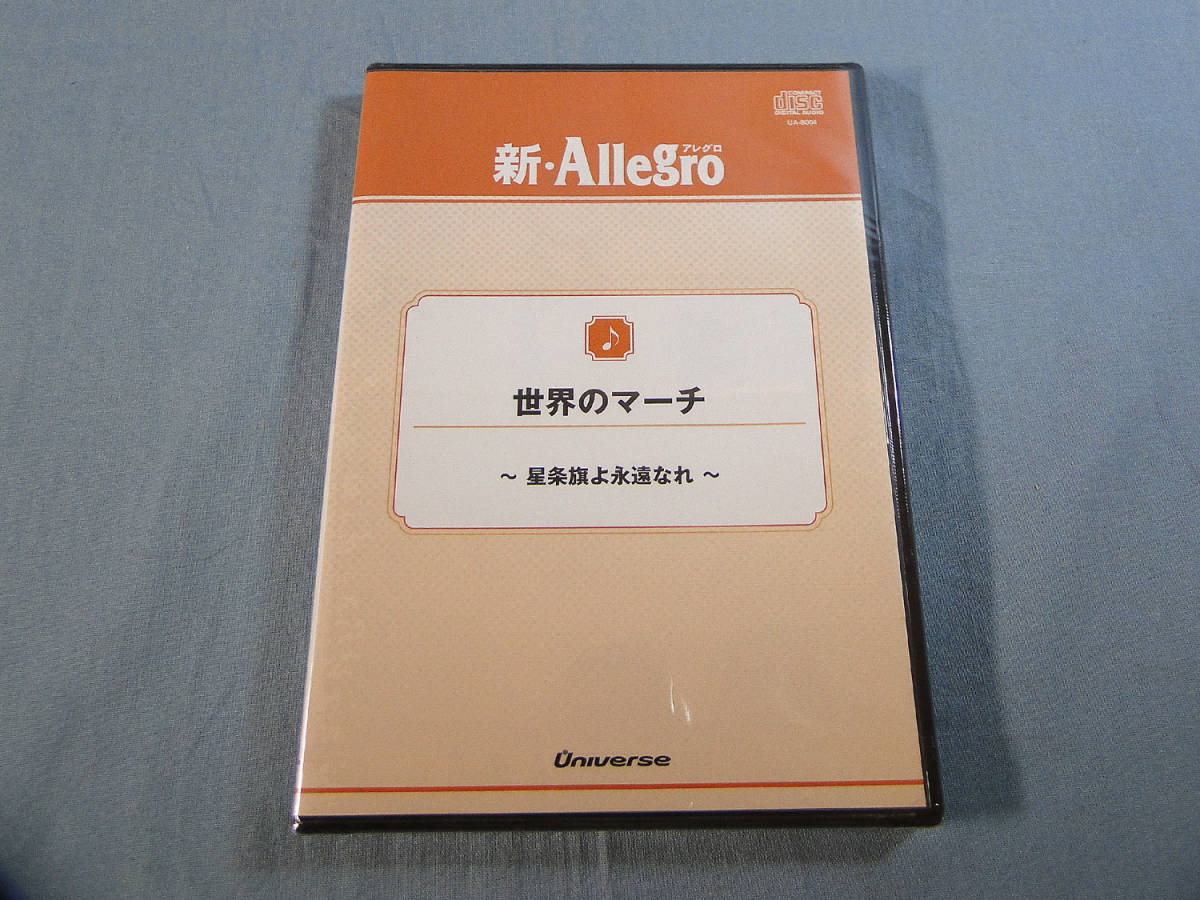 COMPACT
disc
DIGITAL AUDIO
UA-8004
アレグロ
新・Allegro
世界のマーチ
～ 星条旗よ永遠なれ ～
Universe